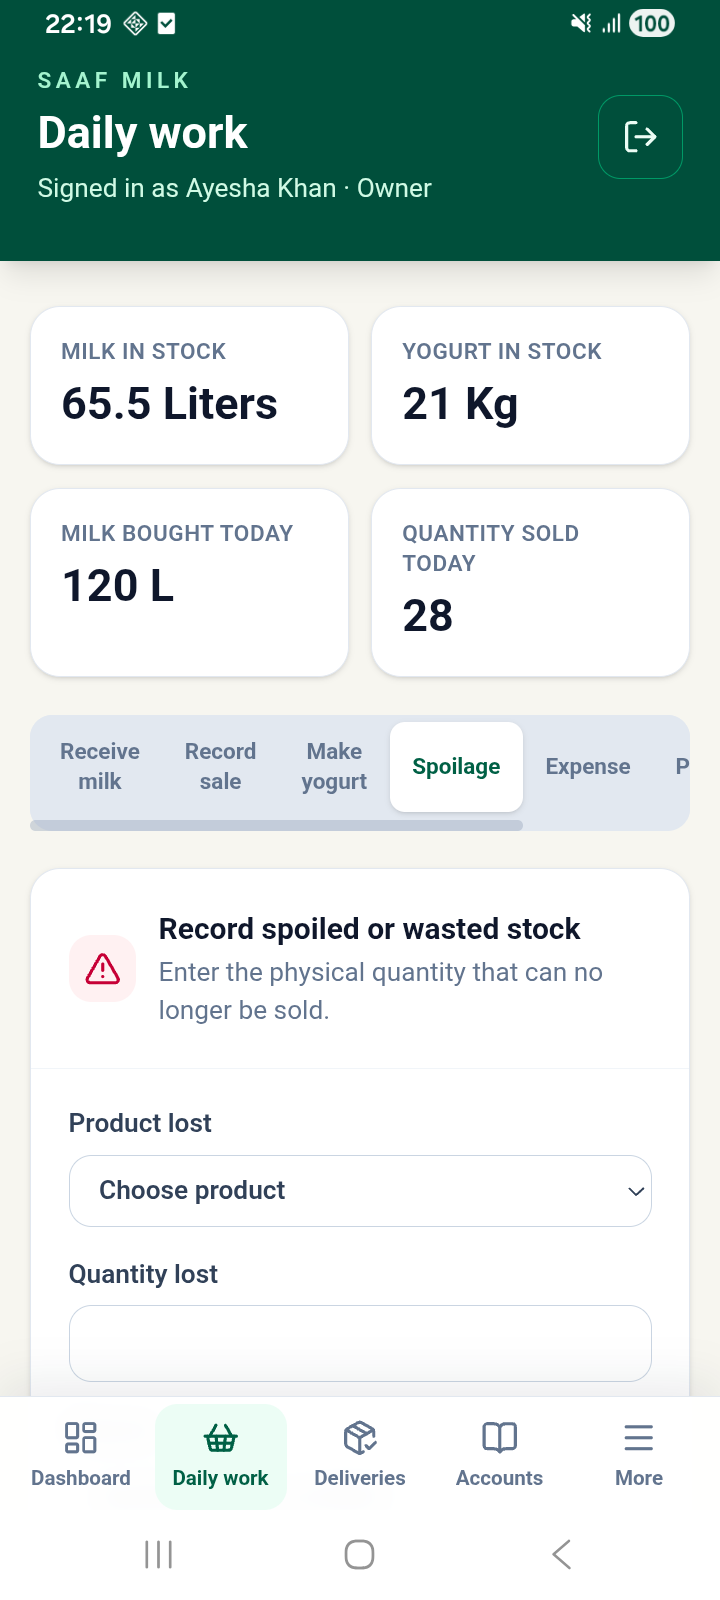 22:19
100
SAAF MILK
Daily work
Signed in as Ayesha Khan · Owner
MILK IN STOCK
65.5 Liters
YOGURT IN STOCK
21 Kg
MILK BOUGHT TODAY
120 L
QUANTITY SOLD
TODAY
28
Receive
milk
Record
sale
Make
yogurt
Spoilage
Expense
P
Record spoiled or wasted stock
Enter the physical quantity that can no
longer be sold.
Product lost
Choose product
Quantity lost
Dashboard
Daily work
Deliveries
Accounts
More